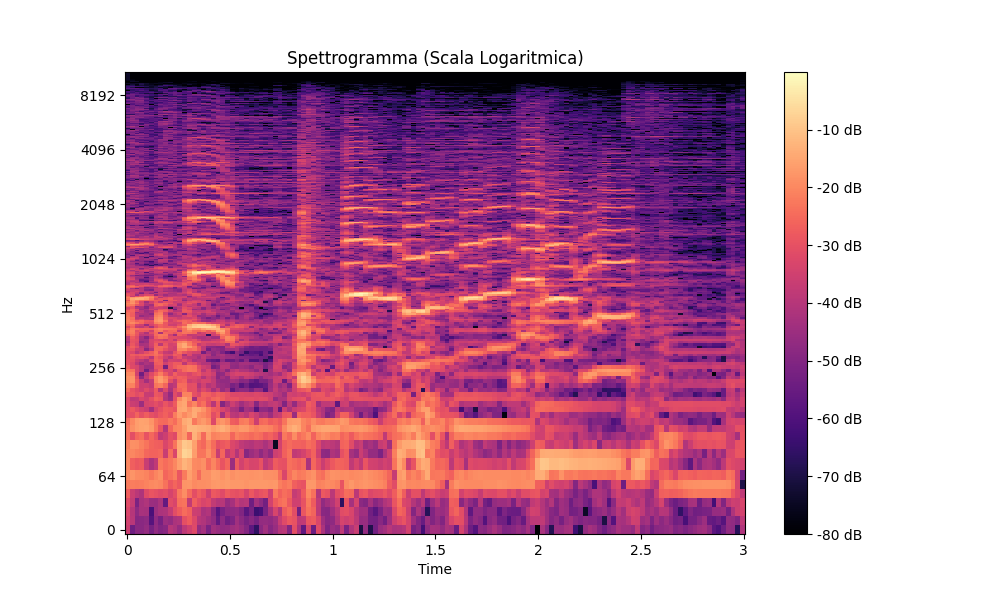 Spettrogramma (Scala Logaritmica)
Hz
8192
4096
2048
1024
512
256
128
64
0
0 0.5 1 1.5 2 2.5 3
Time
-10 dB
-20 dB
-30 dB
-40 dB
-50 dB
-60 dB
-70 dB
-80 dB